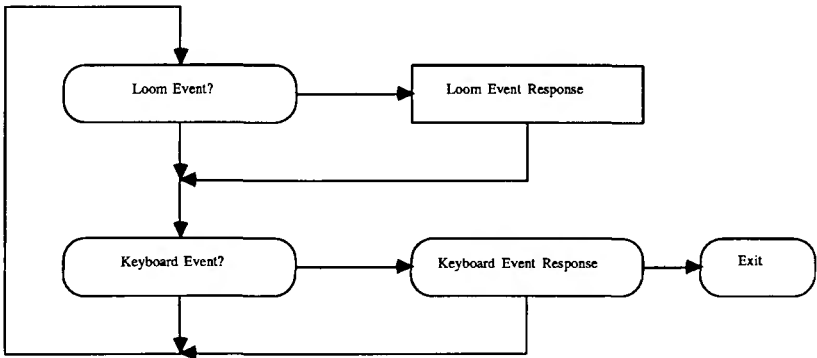 Loom Event?
Loom Event Response
Keyboard Event?
Keyboard Event Response
Exit